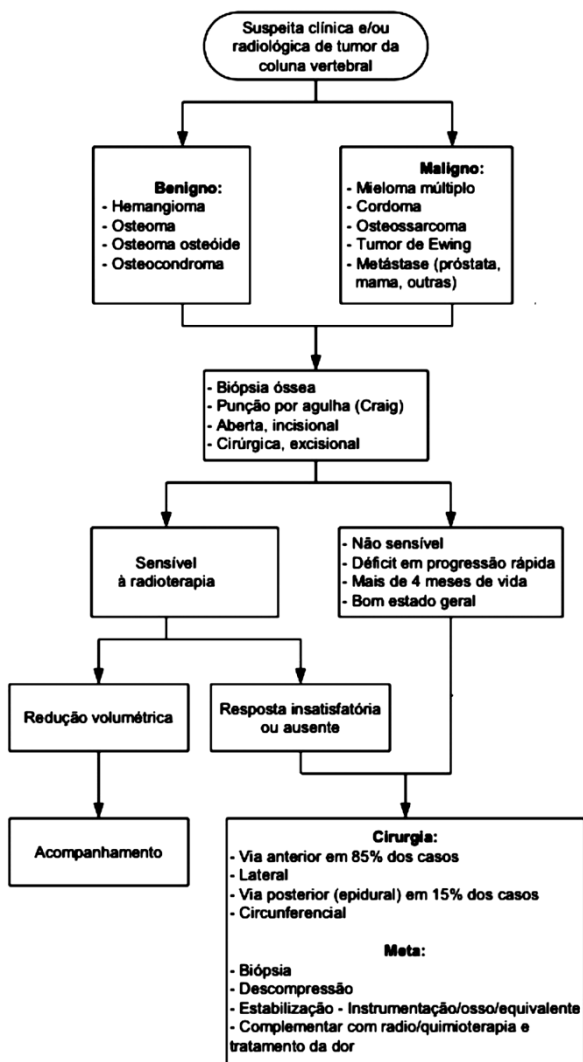 Suspeita clínica e/ou
radiológica de tumor da
coluna vertebral
Benigno:
- Hemangioma
- Osteoma
- Osteoma osteóide
- Osteocondroma
Maligno:
- Mieloma múltiplo
- Cordoma
- Osteossarcoma
- Tumor de Ewing
- Metástase (próstata,
mama, outras)
- Biópsia óssea
- Punção por agulha (Craig)
- Aberta, incisional
- Cirúrgica, excisional
Sensível
à radioterapia
- Não sensível
- Déficit em progressão rápida
- Mais de 4 meses de vida
- Bom estado geral
Redução volumétrica
Resposta insatisfatória
ou ausente
Acompanhamento
Cirurgia:
- Via anterior em 85% dos casos
- Lateral
- Via posterior (epidural) em 15% dos casos
- Circunferencial
Meta:
- Biópsia
- Descompressão
- Estabilização - Instrumentação/osso/equivalente
- Complementar com radio/quimioterapia e
tratamento da dor